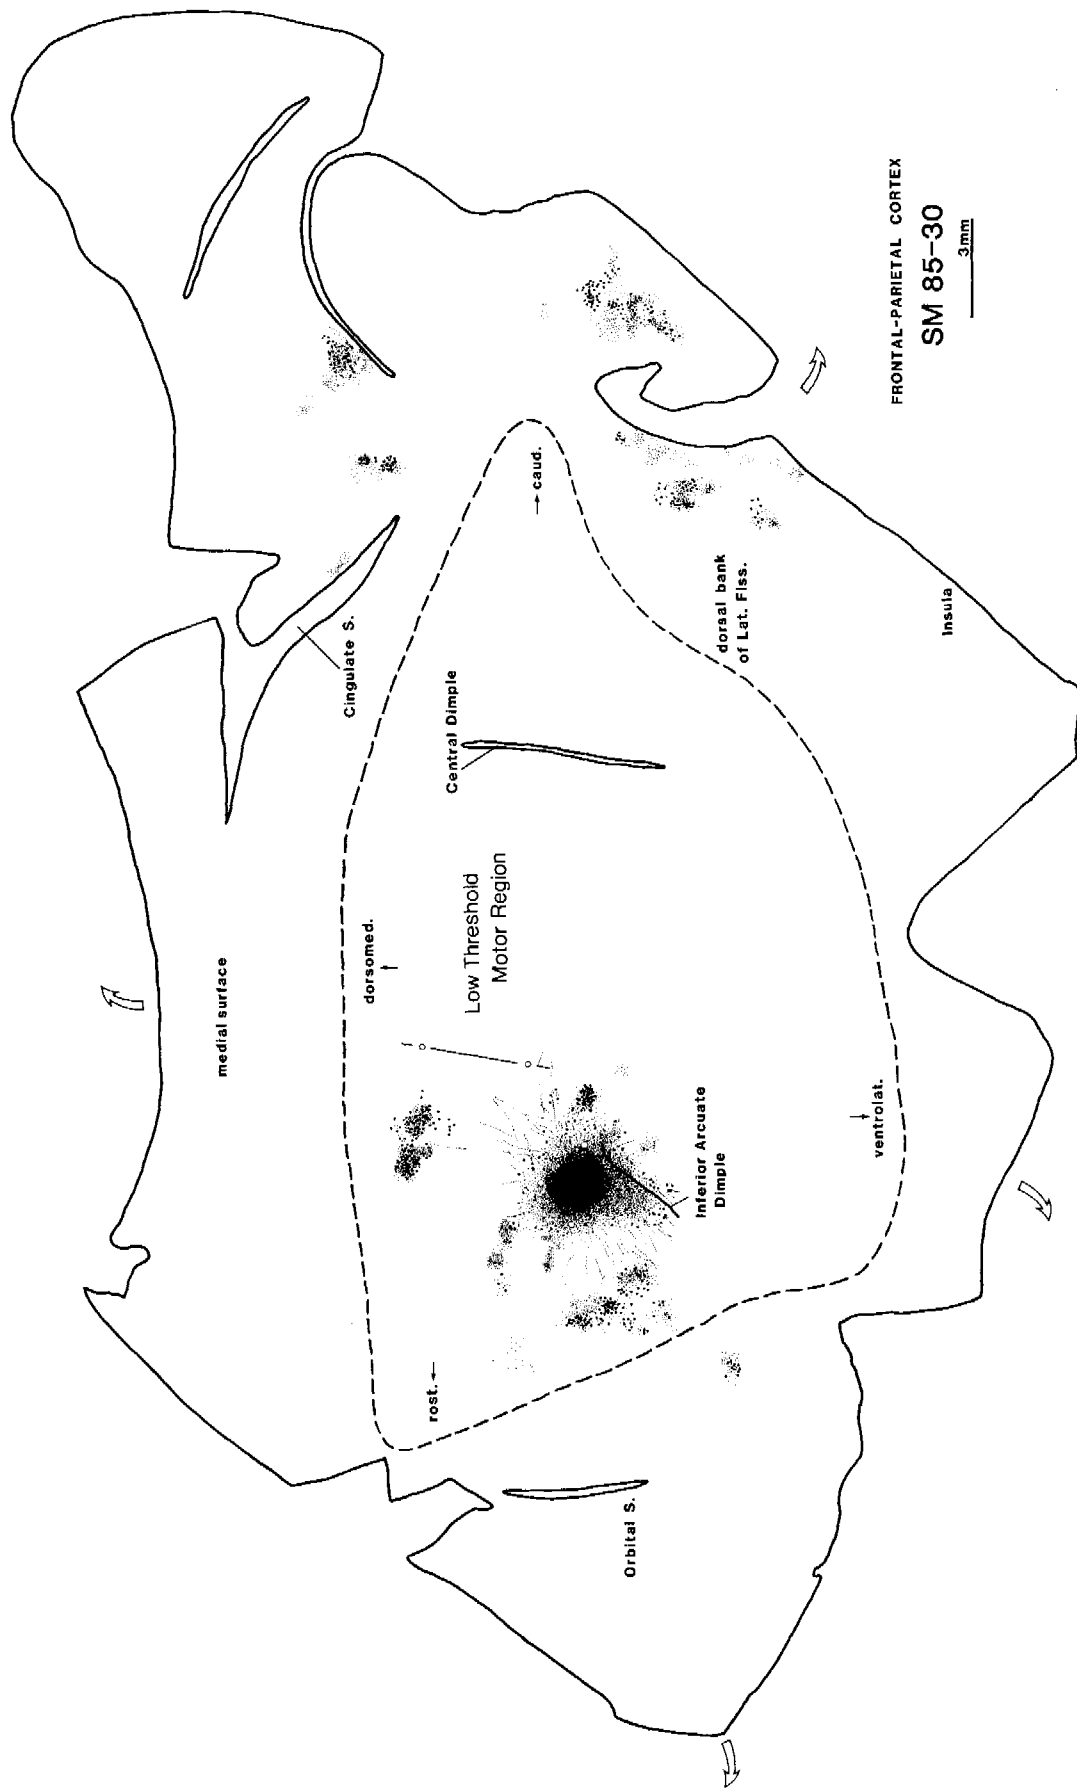 FRONTAL-PARIETAL CORTEX
SM 85-30
3mm
Cingulate S.
Central Dimple
caud.
dorsal bank
of Lat. Fiss.
Insula
medial surface
dorsomed.
Low Threshold
Motor Region
ventrolat.
Inferior Arcuate
Dimple
rost.
Orbital S.